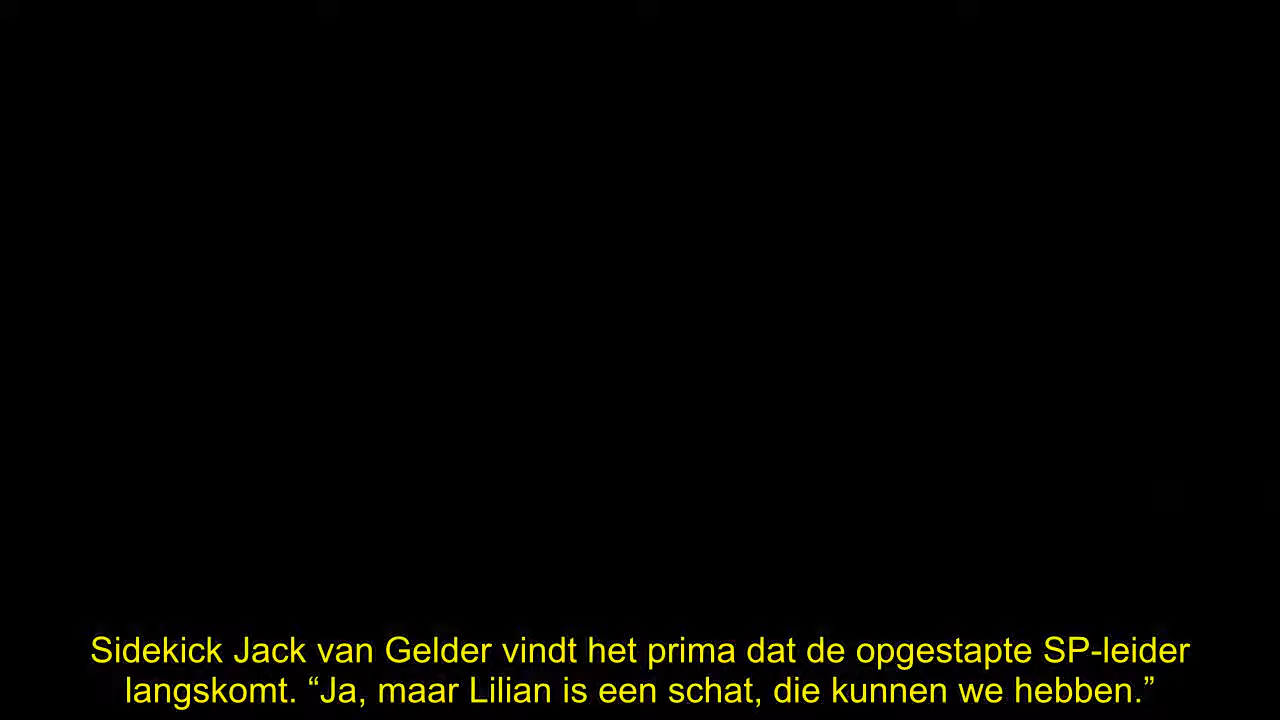 Sidekick Jack van Gelder vindt het prima dat de opgestapte SP-leider
langskomt. “Ja, maar Lilian is een schat, die kunnen we hebben.”